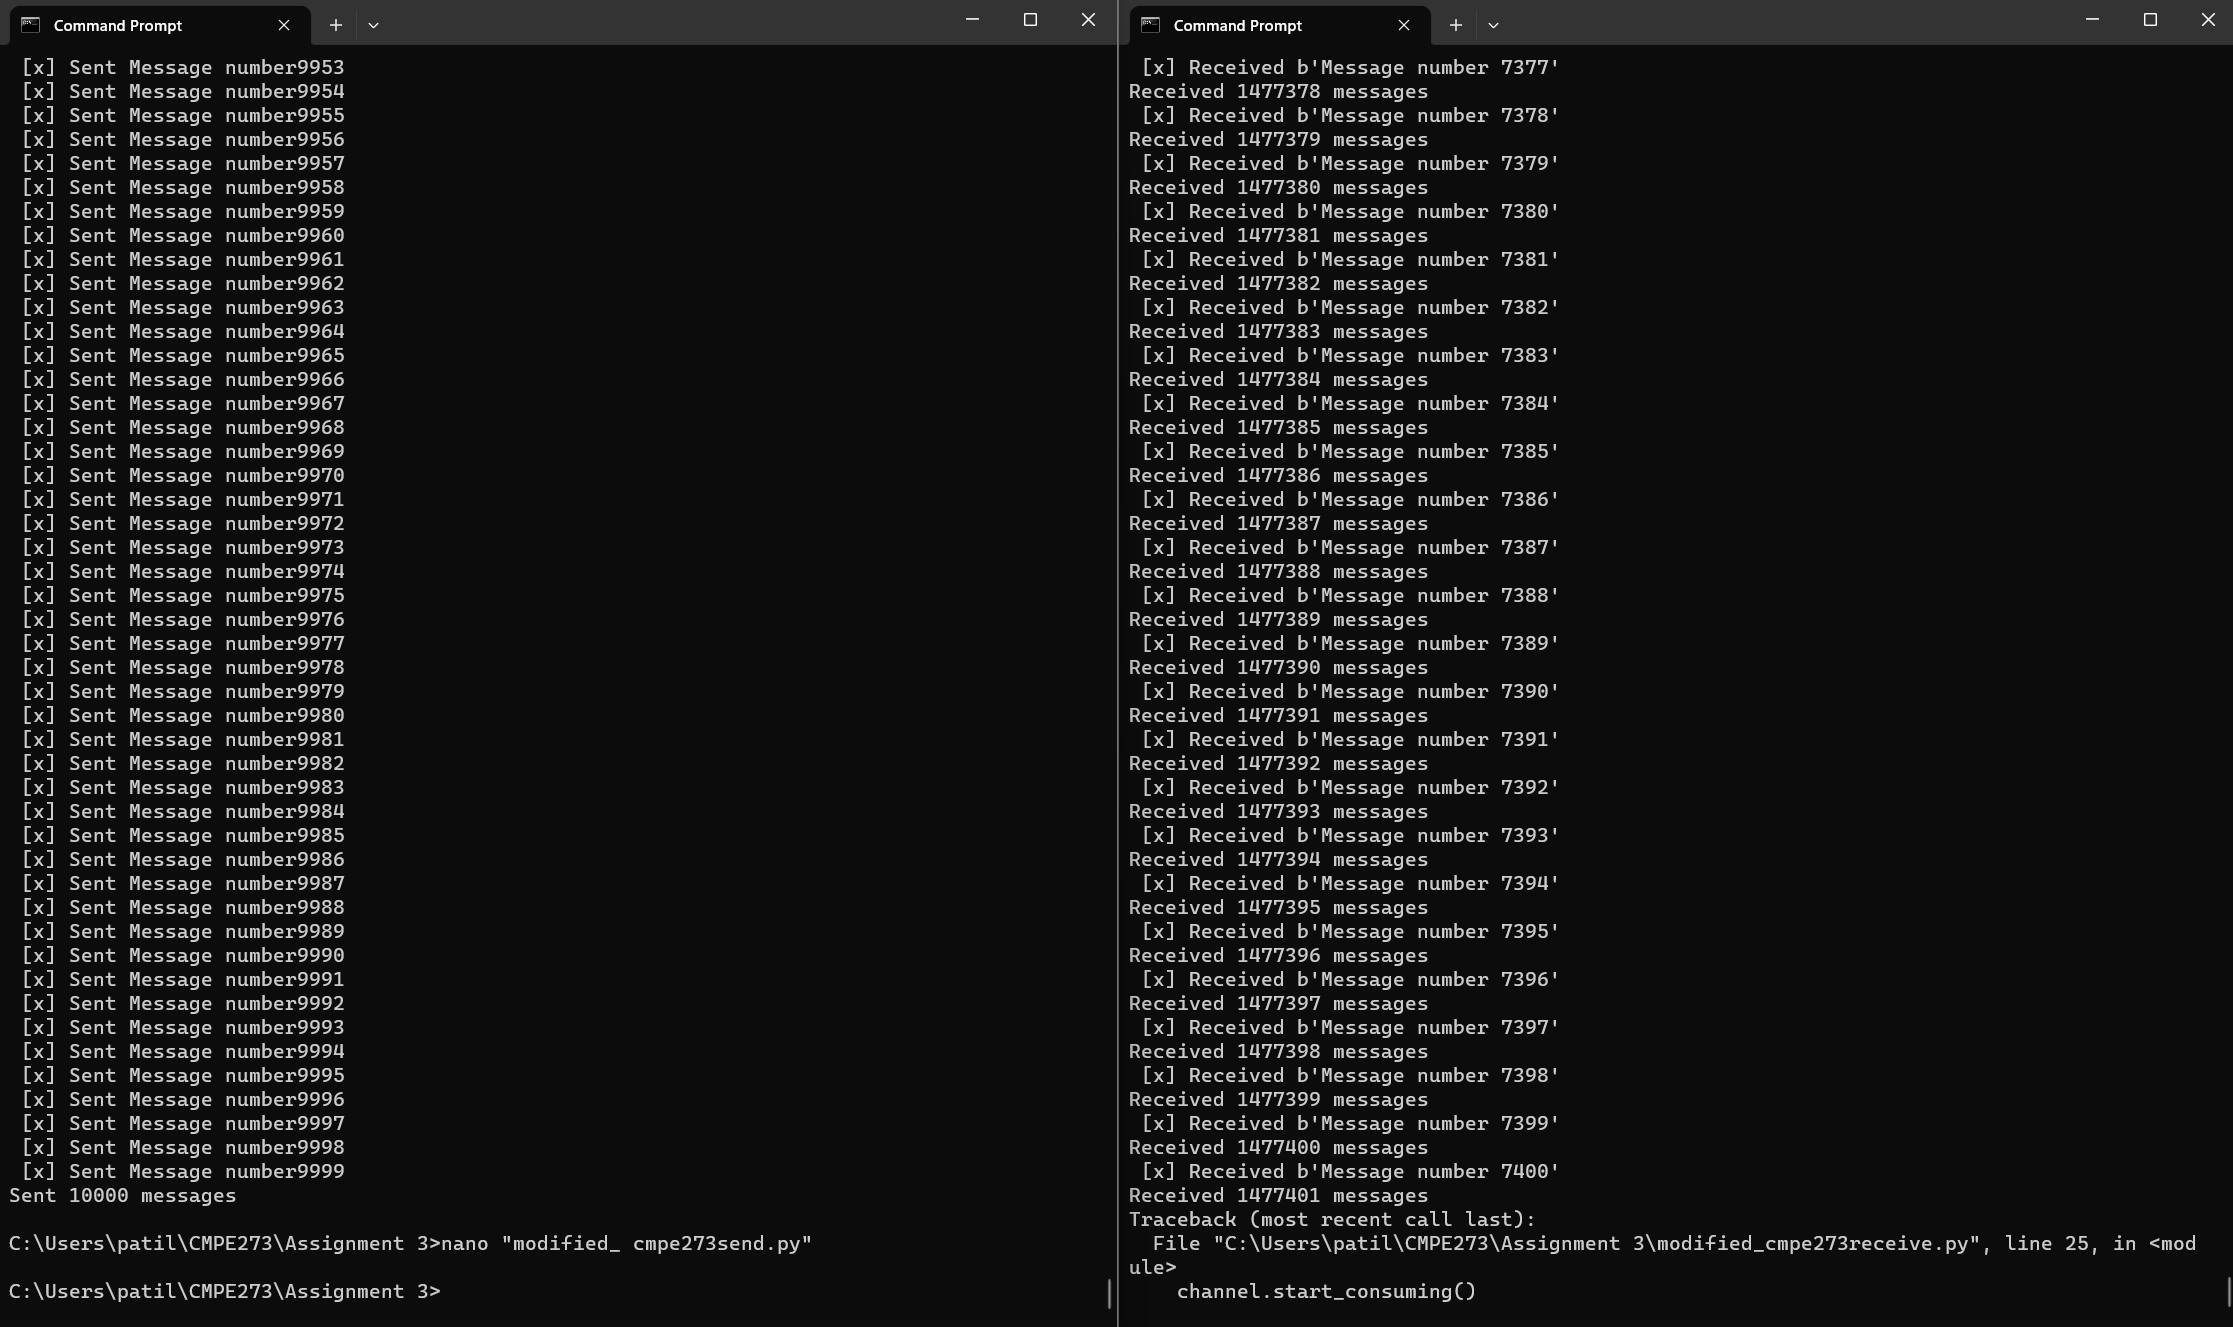 Command Prompt
[x] Sent Message number9953
[x] Sent Message number9954
[x] Sent Message number9955
[x] Sent Message number9956
[x] Sent Message number9957
[x] Sent Message number9958
[x] Sent Message number9959
[x] Sent Message number9960
[x] Sent Message number9961
[x] Sent Message number9962
[x] Sent Message number9963
[x] Sent Message number9964
[x] Sent Message number9965
[x] Sent Message number9966
[x] Sent Message number9967
[x] Sent Message number9968
[x] Sent Message number9969
[x] Sent Message number9970
[x] Sent Message number9971
[x] Sent Message number9972
[x] Sent Message number9973
[x] Sent Message number9974
[x] Sent Message number9975
[x] Sent Message number9976
[x] Sent Message number9977
[x] Sent Message number9978
[x] Sent Message number9979
[x] Sent Message number9980
[x] Sent Message number9981
[x] Sent Message number9982
[x] Sent Message number9983
[x] Sent Message number9984
[x] Sent Message number9985
[x] Sent Message number9986
[x] Sent Message number9987
[x] Sent Message number9988
[x] Sent Message number9989
[x] Sent Message number9990
[x] Sent Message number9991
[x] Sent Message number9992
[x] Sent Message number9993
[x] Sent Message number9994
[x] Sent Message number9995
[x] Sent Message number9996
[x] Sent Message number9997
[x] Sent Message number9998
[x] Sent Message number9999
Sent 10000 messages
C:\Users\patil\CMPE273\Assignment 3>nano "modified_ cmpe273send.py"
C:\Users\patil\CMPE273\Assignment 3>
Command Prompt
[x] Received b'Message number 7377'
Received 1477378 messages
[x] Received b'Message number 7378'
Received 1477379 messages
[x] Received b'Message number 7379'
Received 1477380 messages
[x] Received b'Message number 7380'
Received 1477381 messages
[x] Received b'Message number 7381'
Received 1477382 messages
[x] Received b'Message number 7382'
Received 1477383 messages
[x] Received b'Message number 7383'
Received 1477384 messages
[x] Received b'Message number 7384'
Received 1477385 messages
[x] Received b'Message number 7385'
Received 1477386 messages
[x] Received b'Message number 7386'
Received 1477387 messages
[x] Received b'Message number 7387'
Received 1477388 messages
[x] Received b'Message number 7388'
Received 1477389 messages
[x] Received b'Message number 7389'
Received 1477390 messages
[x] Received b'Message number 7390'
Received 1477391 messages
[x] Received b'Message number 7391'
Received 1477392 messages
[x] Received b'Message number 7392'
Received 1477393 messages
[x] Received b'Message number 7393'
Received 1477394 messages
[x] Received b'Message number 7394'
Received 1477395 messages
[x] Received b'Message number 7395'
Received 1477396 messages
[x] Received b'Message number 7396'
Received 1477397 messages
[x] Received b'Message number 7397'
Received 1477398 messages
[x] Received b'Message number 7398'
Received 1477399 messages
[x] Received b'Message number 7399'
Received 1477400 messages
[x] Received b'Message number 7400'
Received 1477401 messages
Traceback (most recent call last):
File "C:\Users\patil\CMPE273\Assignment 3\modified_cmpe273receive.py", line 25, in <mod
ule>
channel.start_consuming()